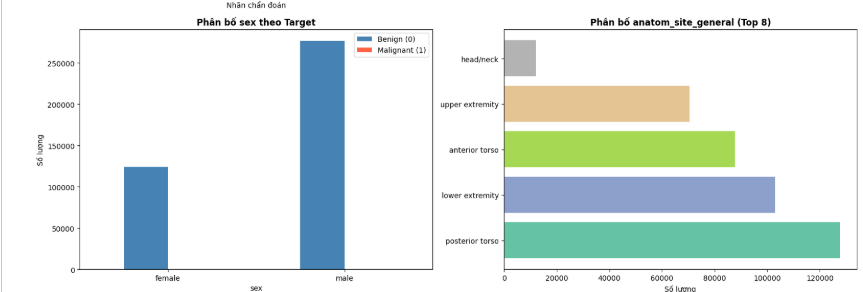 Nhãn chẩn đoán
Phân bố sex theo Target
Benign (0)
Malignant (1)
250000
200000
150000
100000
50000
0
Số lượng
female
male
sex
Phân bố anatom_site_general (Top 8)
head/neck
upper extremity
anterior torso
lower extremity
posterior torso
0
20000
40000
60000
80000
100000
120000
Số lượng